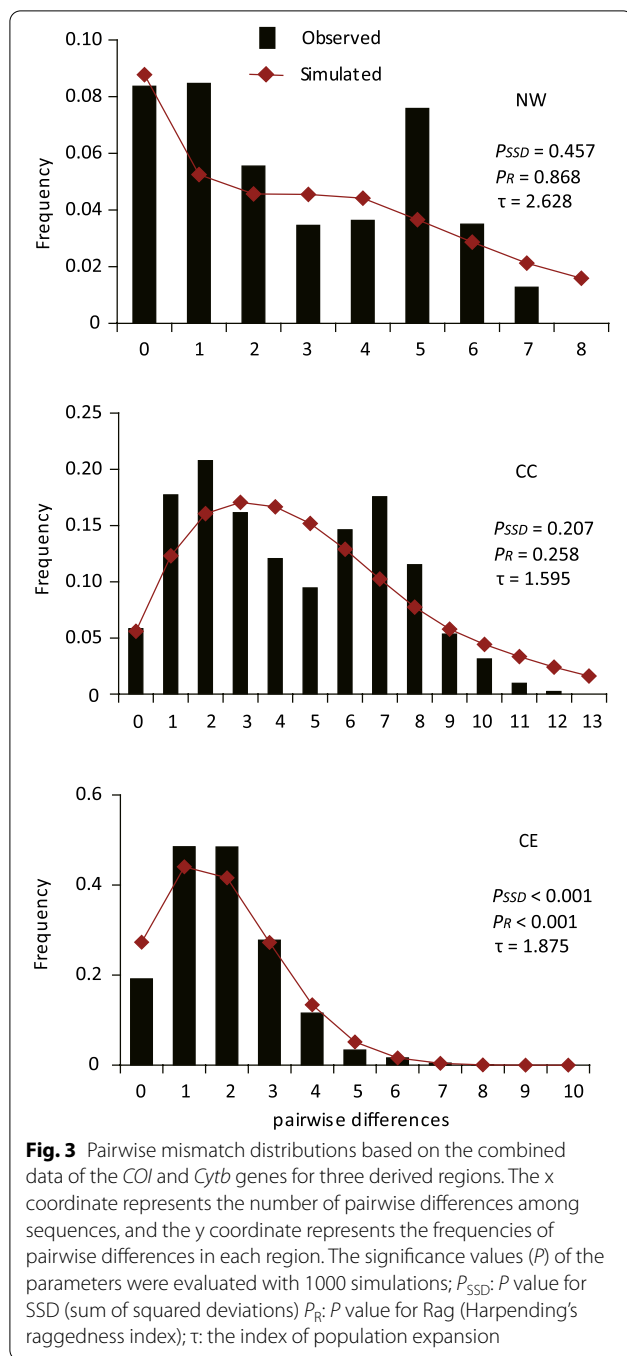 Observed
Simulated
NW
PSSD = 0.457
PR = 0.868
τ = 2.628
Frequency
0.10
0.08
0.06
0.04
0.02
0
0 1 2 3 4 5 6 7 8
CC
PSSD = 0.207
PR = 0.258
τ = 1.595
Frequency
0.25
0.20
0.15
0.10
0.05
0
0 1 2 3 4 5 6 7 8 9 10 11 12 13
CE
PSSD < 0.001
PR < 0.001
τ = 1.875
Frequency
0.6
0.4
0.2
0
0 1 2 3 4 5 6 7 8 9 10
pairwise differences
Fig. 3 Pairwise mismatch distributions based on the combined
data of the COI and Cytb genes for three derived regions. The x
coordinate represents the number of pairwise differences among
sequences, and the y coordinate represents the frequencies of
pairwise differences in each region. The significance values (P) of the
parameters were evaluated with 1000 simulations; PSSD: P value for
SSD (sum of squared deviations) PR: P value for Rag (Harpending's
raggedness index); τ: the index of population expansion